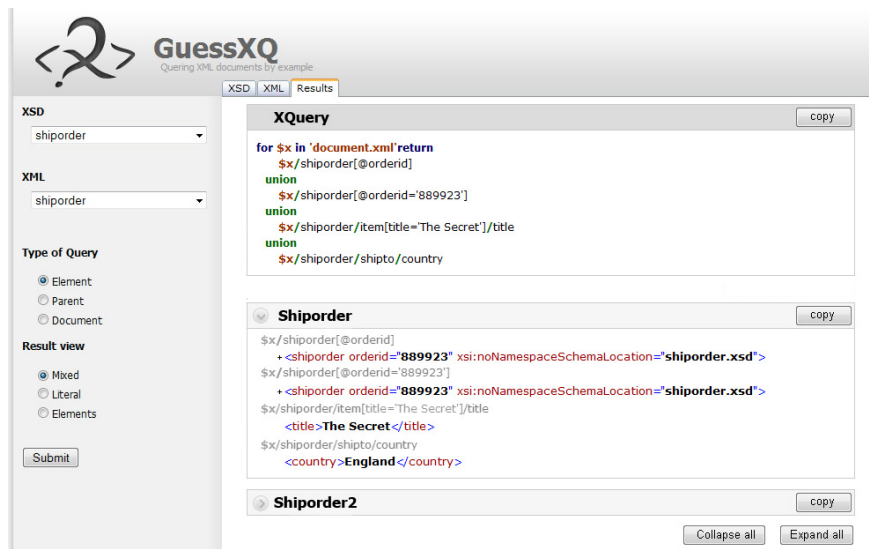 <?>
GuessXQ
Quering XML documents by example
XSD XML Results
XSD
shiporder
XML
shiporder
Type of Query
Element
Parent
Document
Result view
Mixed
Literal
Elements
Submit
XQuery copy
for $x in 'document.xml'return
$x/shiporder[@orderid]
union
$x/shiporder[@orderid='889923']
union
$x/shiporder/item[title='The Secret']/title
union
$x/shiporder/shipto/country
Shiporder copy
$x/shiporder[@orderid]
+<shiporder orderid="889923" xsi:noNamespaceSchemaLocation="shiporder.xsd">
$x/shiporder[@orderid='889923']
+<shiporder orderid="889923" xsi:noNamespaceSchemaLocation="shiporder.xsd">
$x/shiporder/item[title='The Secret']/title
<title>The Secret</title>
$x/shiporder/shipto/country
<country>England</country>
Shiporder2 copy
Collapse all Expand all